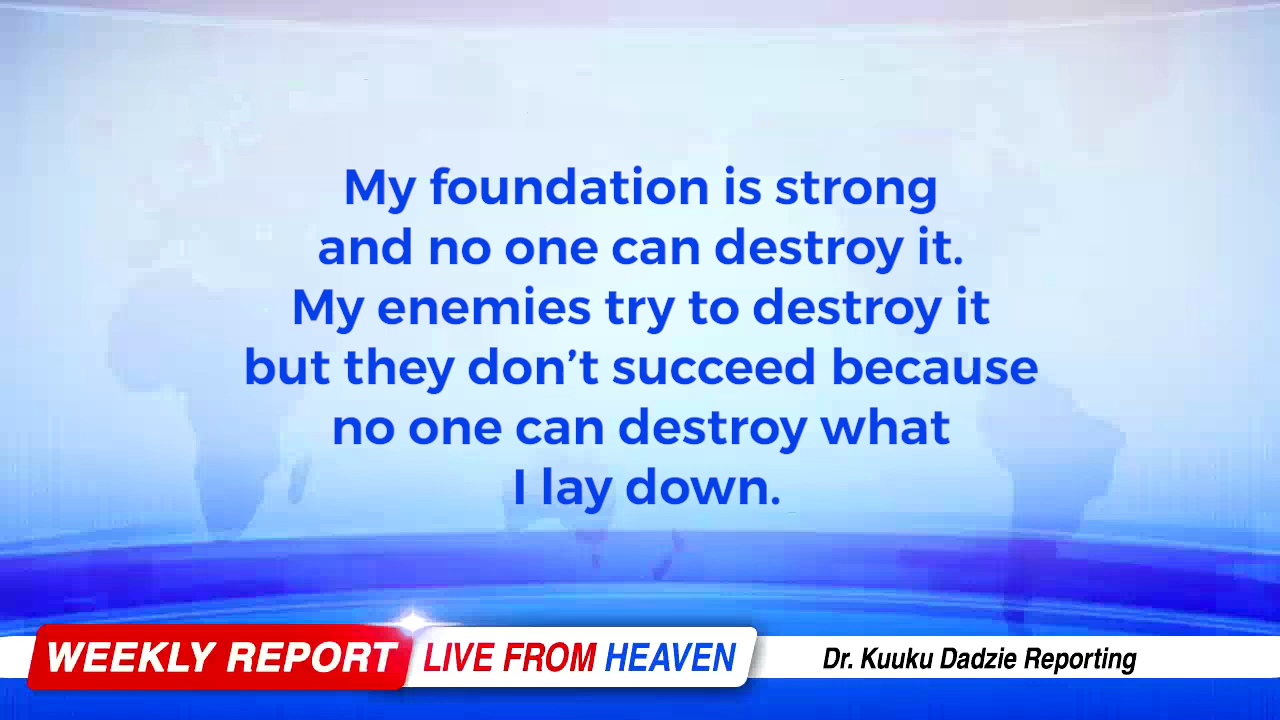 My foundation is strong
and no one can destroy it.
My enemies try to destroy it
but they don’t succeed because
no one can destroy what
I lay down.
WEEKLY REPORT LIVE FROM HEAVEN Dr. Kuuku Dadzie Reporting